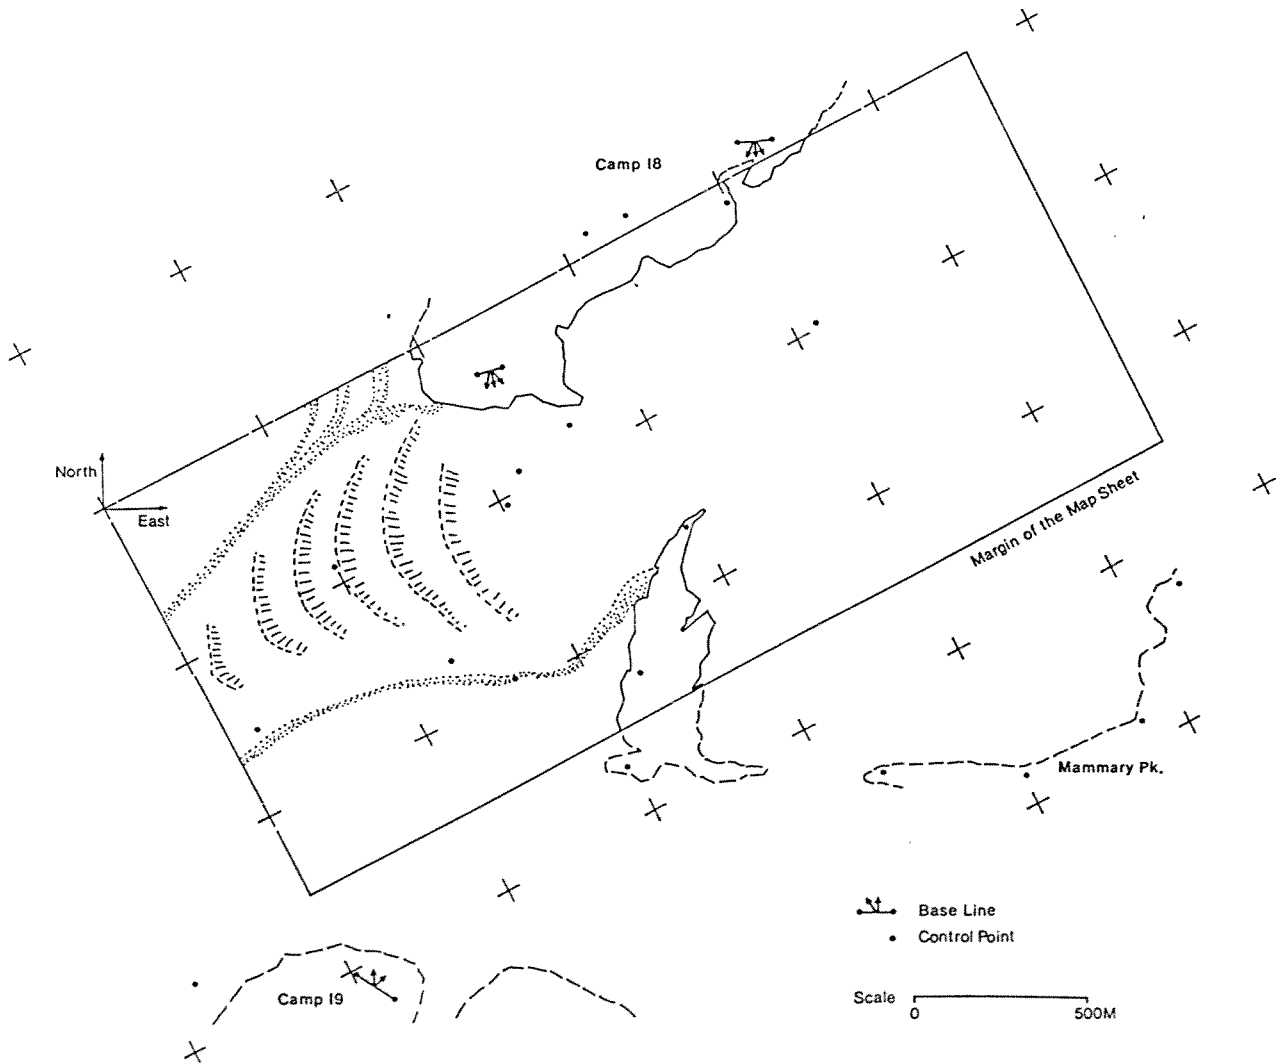 Camp 18
North
East
Margin of the Map Sheet
Mammary Pk.
Base Line
Control Point
Camp 19
Scale
0 500M